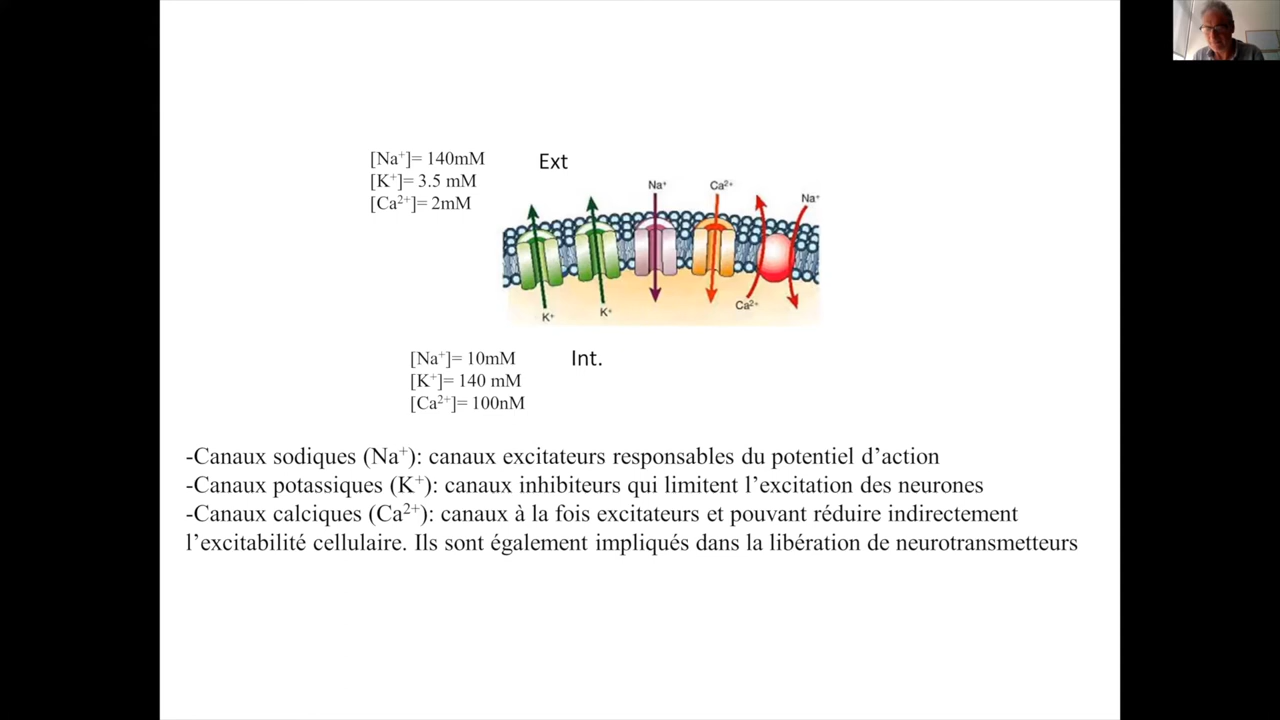 [Na⁺]= 140mM
[K⁺]= 3.5 mM
[Ca²⁺]= 2mM
Ext
Na⁺
Ca²⁺
Na⁺
Ca²⁺
K⁺
K⁺
[Na⁺]= 10mM
[K⁺]= 140 mM
[Ca²⁺]= 100nM
Int.
-Canaux sodiques (Na⁺): canaux excitateurs responsables du potentiel d’action
-Canaux potassiques (K⁺): canaux inhibiteurs qui limitent l’excitation des neurones
-Canaux calciques (Ca²⁺): canaux à la fois excitateurs et pouvant réduire indirectement
l’excitabilité cellulaire. Ils sont également impliqués dans la libération de neurotransmetteurs